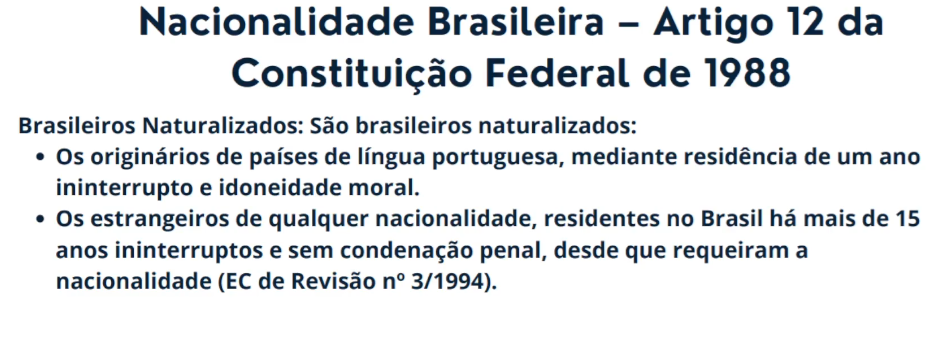 Nacionalidade Brasileira – Artigo 12 da
Constituição Federal de 1988
Brasileiros Naturalizados: São brasileiros naturalizados:
• Os originários de países de língua portuguesa, mediante residência de um ano
ininterrupto e idoneidade moral.
• Os estrangeiros de qualquer nacionalidade, residentes no Brasil há mais de 15
anos ininterruptos e sem condenação penal, desde que requeiram a
nacionalidade (EC de Revisão nº 3/1994).